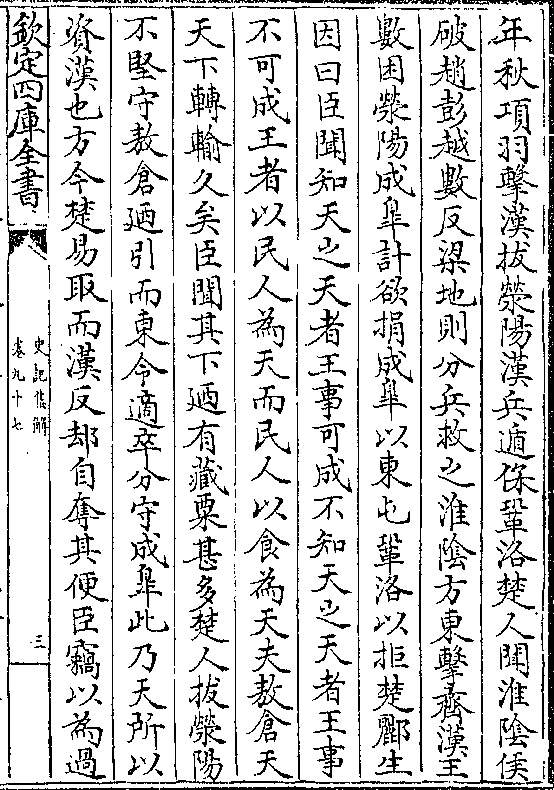 年秋項羽擊漢拔滎陽漢兵遁保鞏洛楚人聞淮陰侯
破趙彭越數反梁地則分兵救之淮陰方東擊齊漢王
數困滎陽成臯計欲捐成臯以東屯鞏洛以拒楚酈生
因曰臣聞知天之天者王事可成不知天之天者王事
不可成王者以民人為天而民人以食為天夫敖倉天
天下轉輸久矣臣聞其下廼有藏粟甚多楚人拔滎陽
不堅守敖倉廼引而東令適卒分守成臯此乃天所以
資漢也方今楚易取而漢反却自奪其便臣竊以為過
欽定四庫全書
史記集解
卷九十七
三